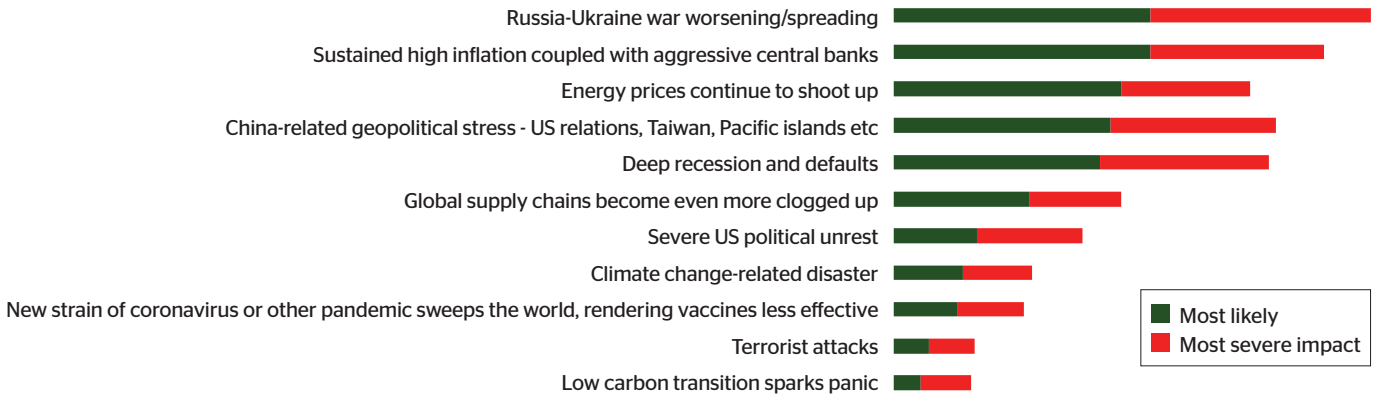 Russia-Ukraine war worsening/spreading
Sustained high inflation coupled with aggressive central banks
Energy prices continue to shoot up
China-related geopolitical stress - US relations, Taiwan, Pacific islands etc
Deep recession and defaults
Global supply chains become even more clogged up
Severe US political unrest
Climate change-related disaster
New strain of coronavirus or other pandemic sweeps the world, rendering vaccines less effective
Terrorist attacks
Low carbon transition sparks panic
Most likely
Most severe impact